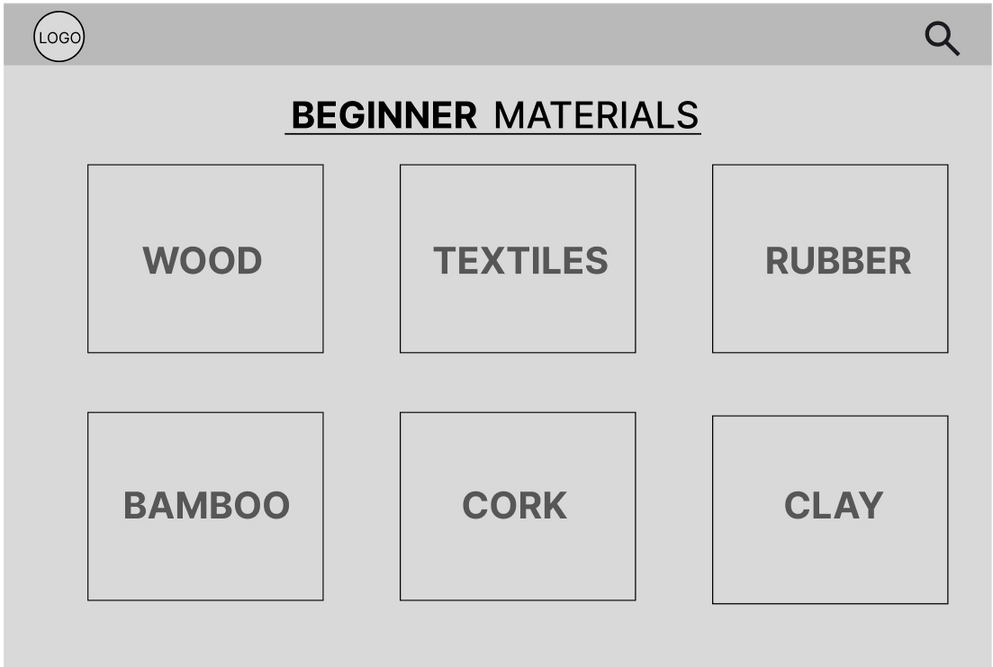 LOGO
BEGINNER MATERIALS
WOOD TEXTILES RUBBER
BAMBOO CORK CLAY